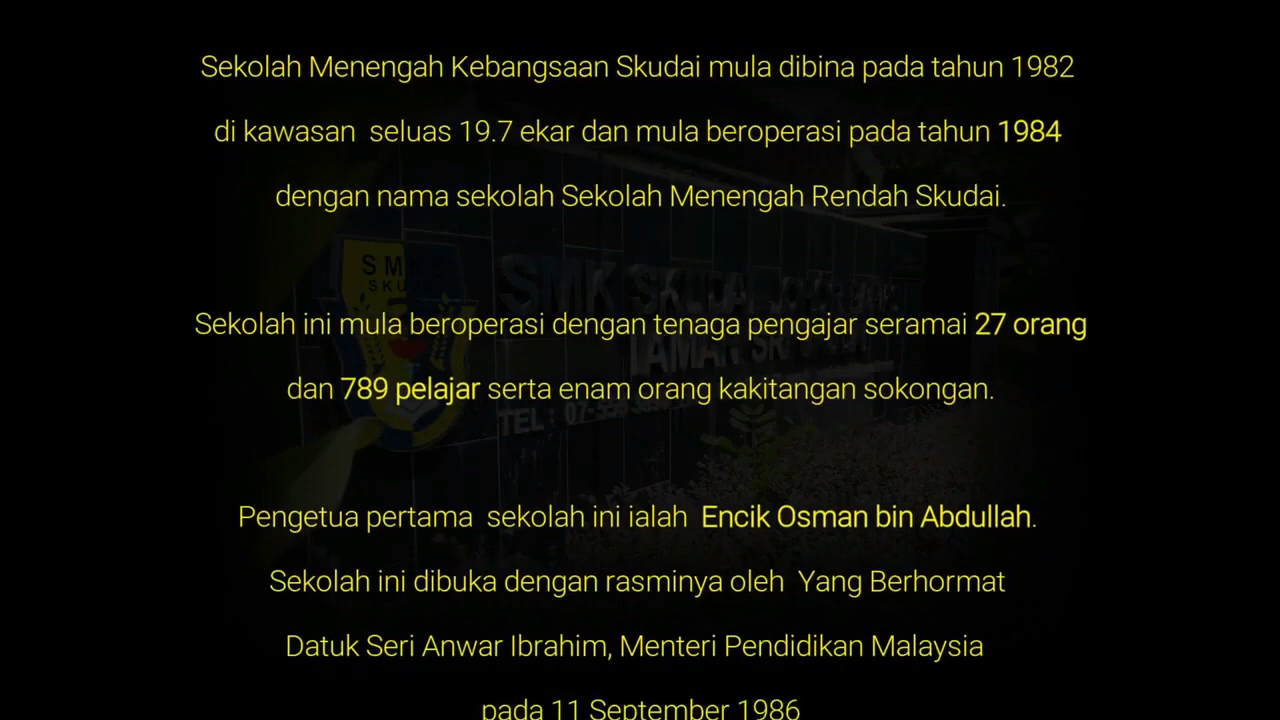 Sekolah Menengah Kebangsaan Skudai mula dibina pada tahun 1982
di kawasan seluas 19.7 ekar dan mula beroperasi pada tahun 1984
dengan nama sekolah Sekolah Menengah Rendah Skudai.
Sekolah ini mula beroperasi dengan tenaga pengajar seramai 27 orang
dan 789 pelajar serta enam orang kakitangan sokongan.
Pengetua pertama sekolah ini ialah Encik Osman bin Abdullah.
Sekolah ini dibuka dengan rasminya oleh Yang Berhormat
Datuk Seri Anwar Ibrahim, Menteri Pendidikan Malaysia
pada 11 September 1986
SMK SKUDAI
TEL :